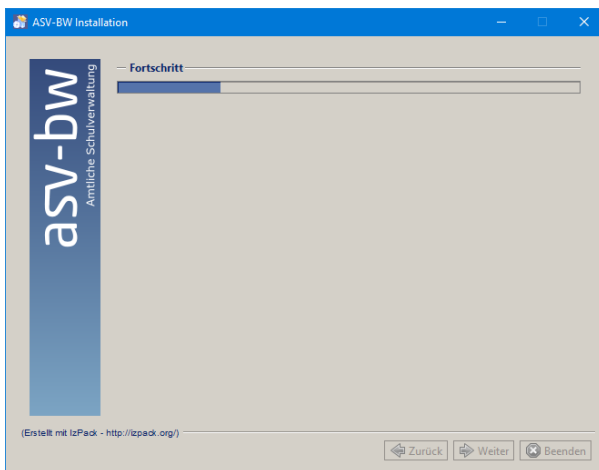 ASV-BW Installation
asv-bw
Amtliche Schulverwaltung
Fortschritt
(Erstellt mit IzPack - http://izpack.org/)
Zurück Weiter Beenden